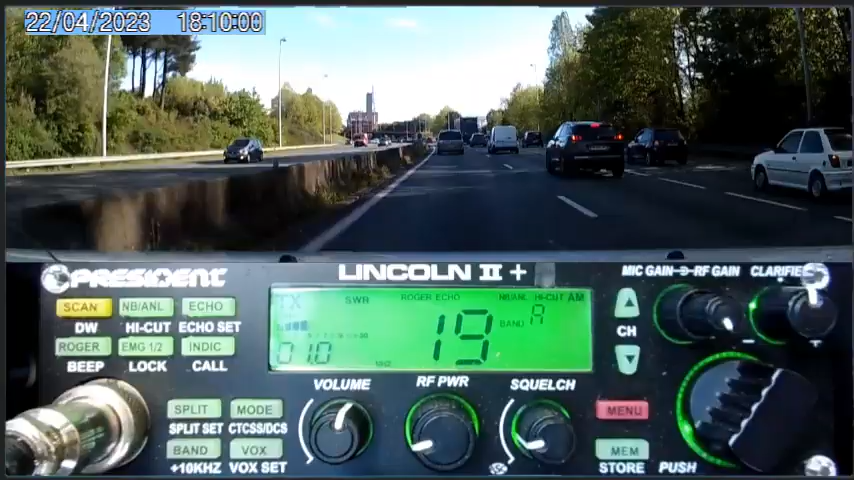 22/04/2023 18:10:00
PRESIDENT LINCOLN II + MIC GAIN RF GAIN CLARIFIER
SCAN NB/ANL ECHO
DW HI-CUT ECHO SET
ROGER EMG 1/2 INDIC
BEEP LOCK CALL
TX SWR ROGER ECHO NB/ANL HI-CUT AM
19 BAND A
01.0
CH
VOLUME RF PWR SQUELCH
SPLIT MODE
SPLIT SET CTCSS/DCS
BAND VOX
+10KHZ VOX SET
MENU
MEM
STORE PUSH